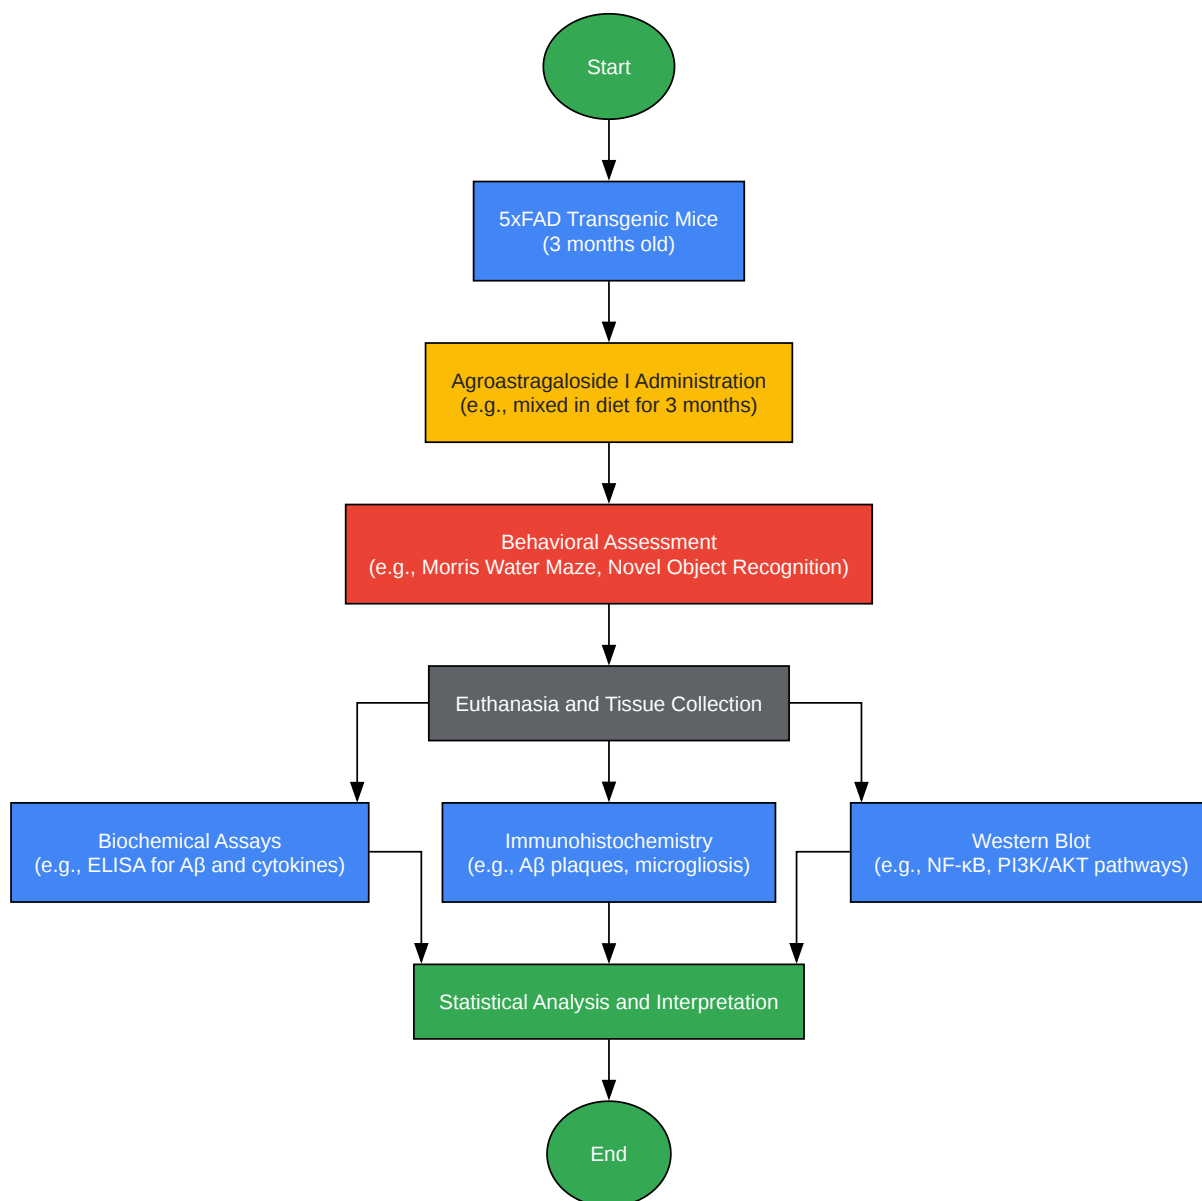 Start
5xFAD Transgenic Mice
(3 months old)
Agroastragaloside I Administration
(e.g., mixed in diet for 3 months)
Behavioral Assessment
(e.g., Morris Water Maze, Novel Object Recognition)
Euthanasia and Tissue Collection
Biochemical Assays
(e.g., ELISA for Aβ and cytokines)
Immunohistochemistry
(e.g., Aβ plaques, microgliosis)
Western Blot
(e.g., NF-κB, PI3K/AKT pathways)
Statistical Analysis and Interpretation
End